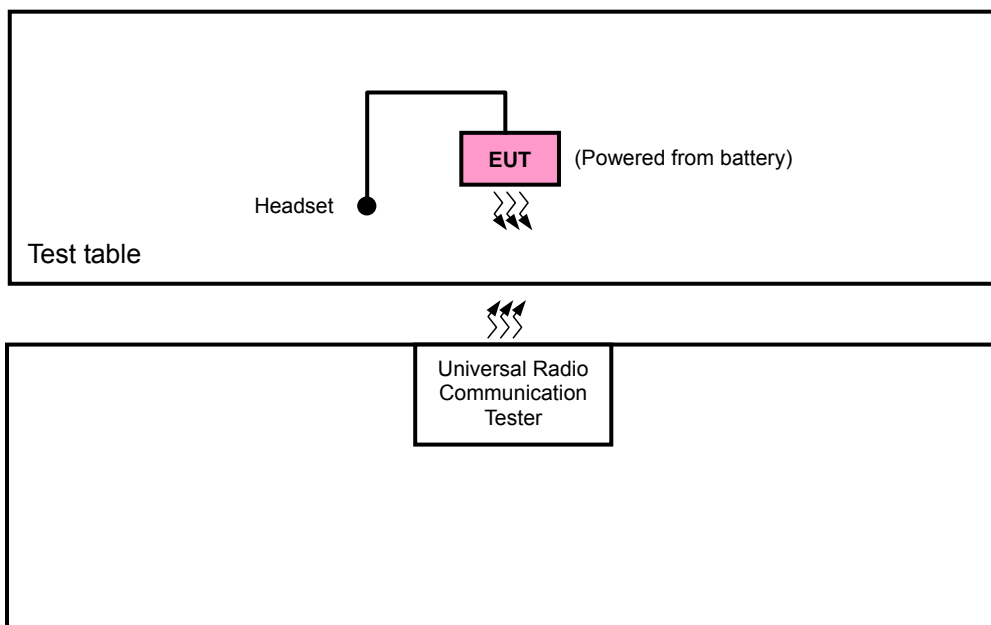 EUT
(Powered from battery)
Headset
Test table
Universal Radio
Communication
Tester